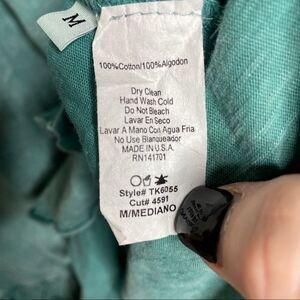 M
100%Cotton/100%Algodon
Dry Clean
Hand Wash Cold
Do Not Bleach
Lavar En Seco
Lavar A Mano Con Agua Fria
No Use Blanqueador
MADE IN U.S.A.
RN141701
Style# TK6055
Cut# 4591
M/MEDIANO